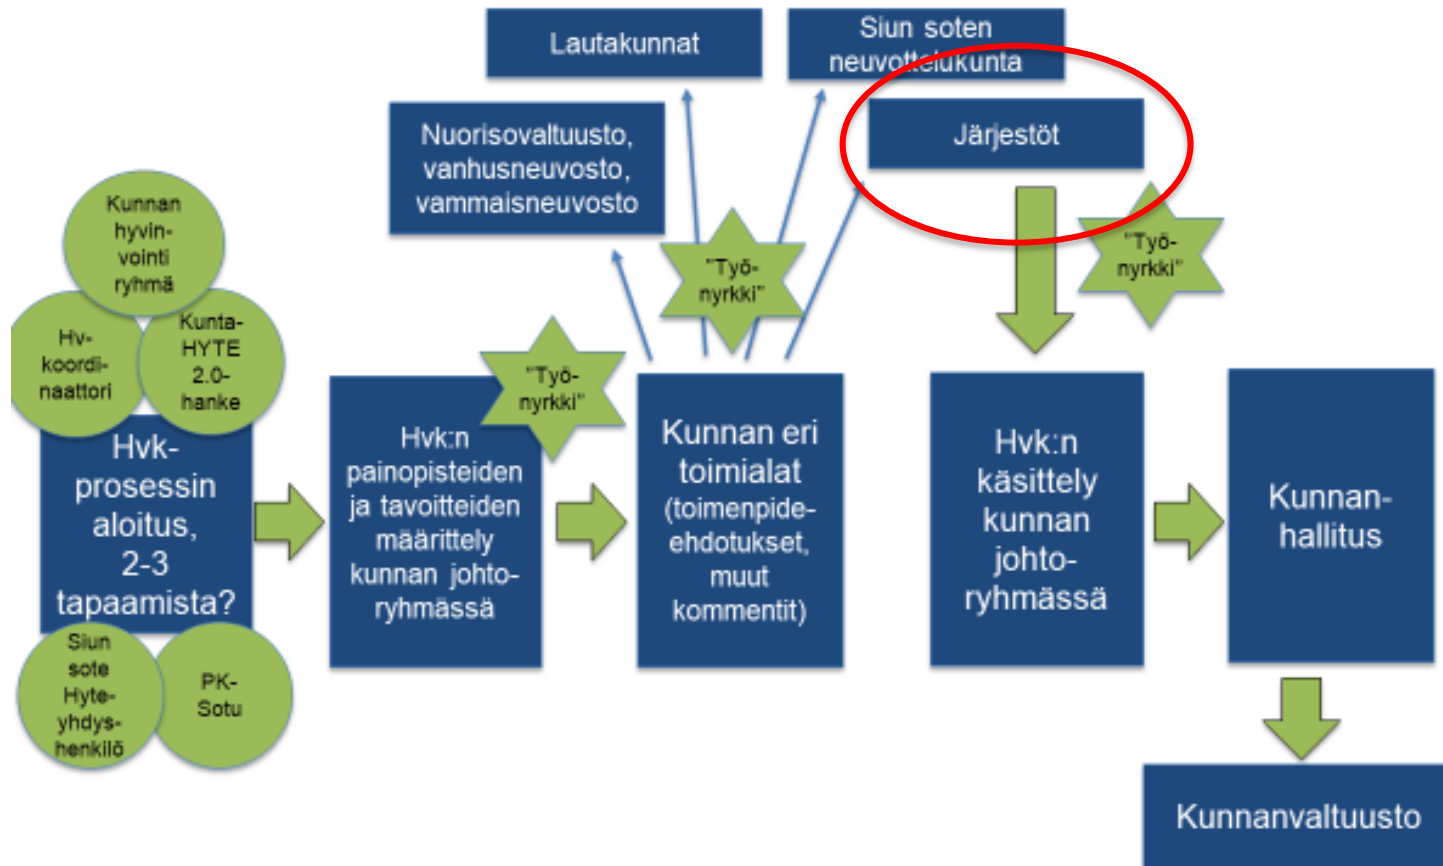 Lautakunnat
Siun soten
neuvottelukunta
Nuorisovaltuusto,
vanhusneuvosto,
vammaisneuvosto
Järjestöt
Kunnan
hyvin-
vointi
ryhmä
Hv-
koordi-
naattori
Kunta-
HYTE
2.0-
hanke
"Työ-
nyrkki"
"Työ-
nyrkki"
"Työ-
nyrkki"
Hvk-
prosessin
aloitus,
2-3
tapaamista?
Hvk:n
painopisteiden
ja tavoitteiden
määrittely
kunnan johto-
ryhmässä
Kunnan eri
toimialat
(toimenpide-
ehdotukset,
muut
kommentit)
Hvk:n
käsittely
kunnan
johto-
ryhmässä
Kunnan-
hallitus
Siun
sote
Hyte-
yhdys-
henkilö
PK-
Sotu
Kunnanvaltuusto